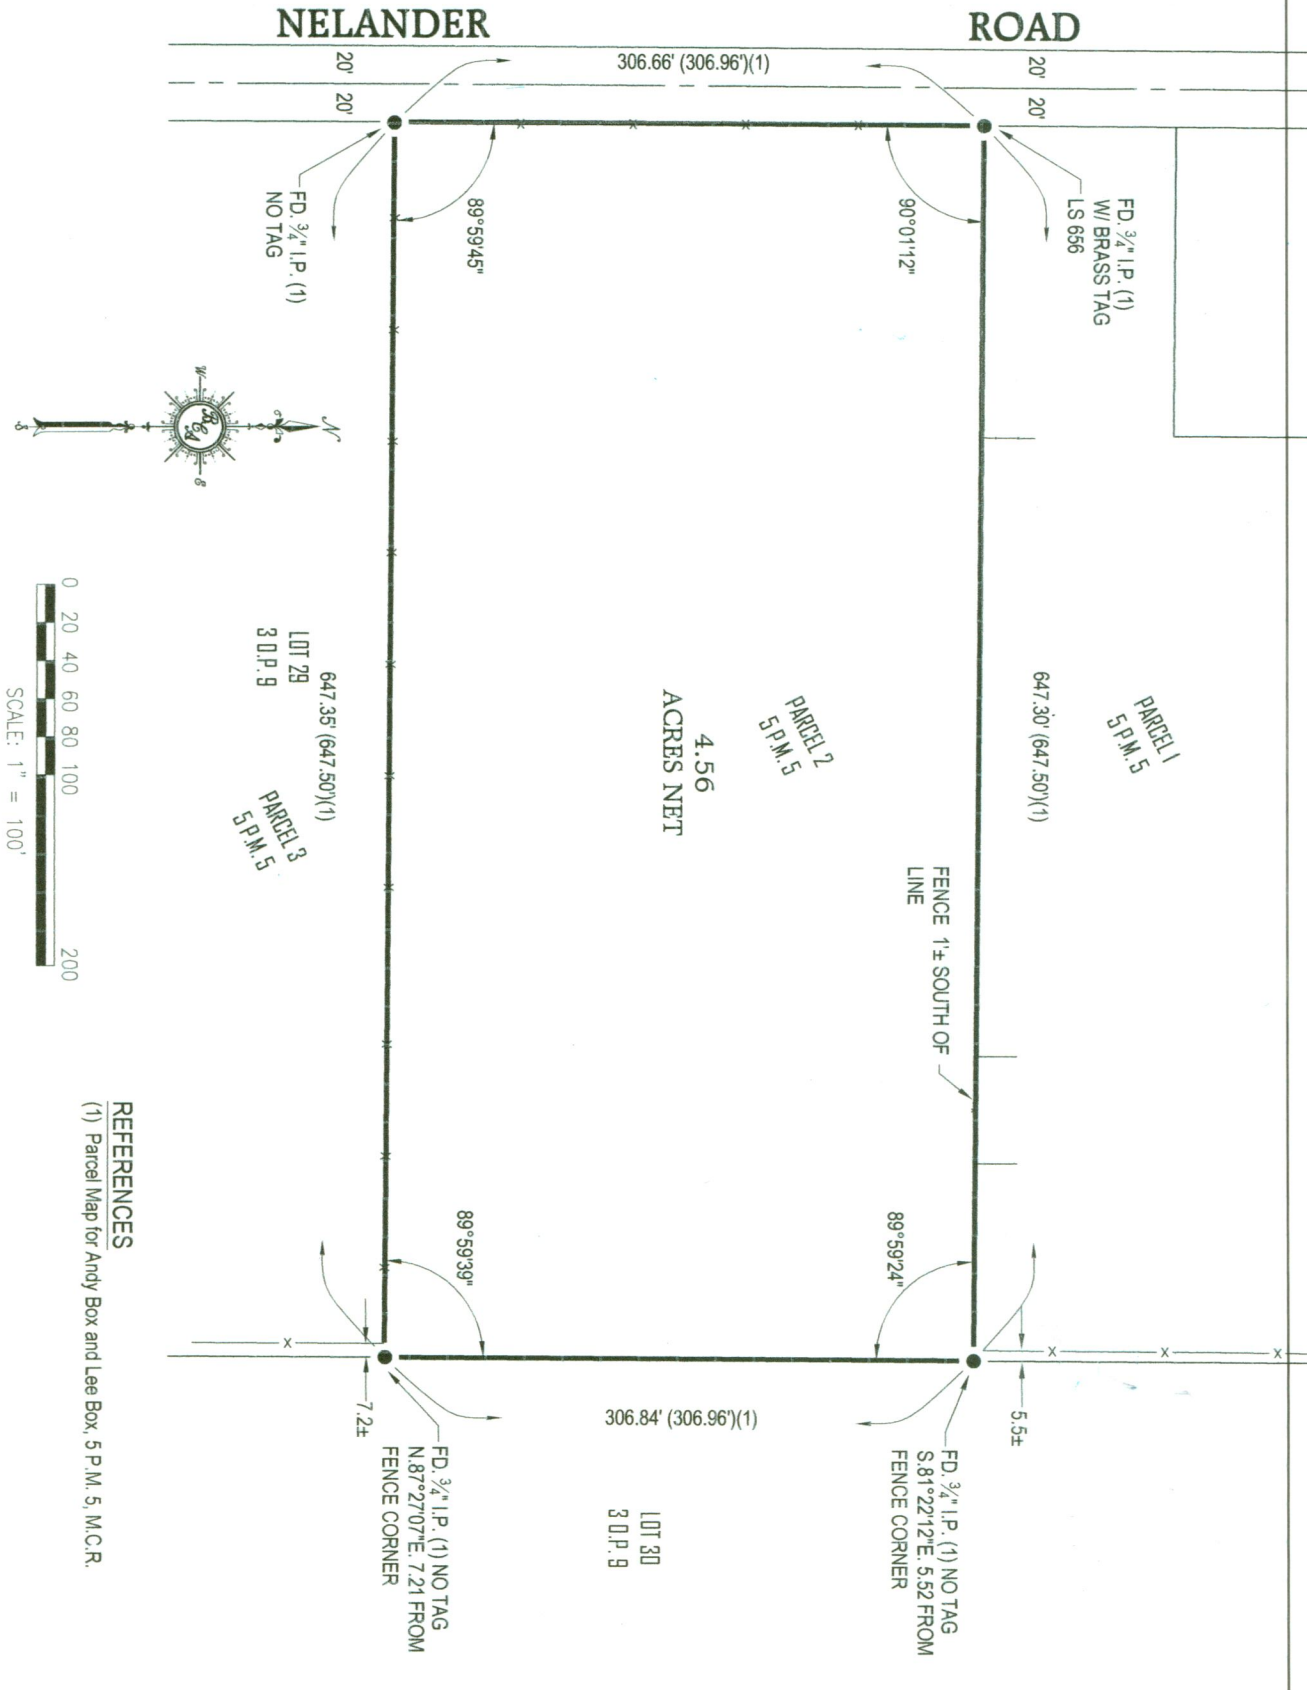 NELANDER ROAD
306.66' (306.96')(1)
20'
20'
20'
20'
FD. 3/4" I.P. (1)
NO TAG
89°59'45"
90°01'12"
FD. 3/4" I.P. (1)
W/ BRASS TAG
LS 656
N
W
E
S
BCA
647.30' (647.50')(1)
PARCEL 1
5 P.M. 5
PARCEL 2
5 P.M. 5
4.56
ACRES NET
647.35' (647.50')(1)
LOT 29
3 O.P. 9
PARCEL 3
5 P.M. 5
FENCE 1'± SOUTH OF
LINE
0 20 40 60 80 100 200
SCALE: 1" = 100'
89°59'24"
89°59'39"
5.5±
7.2±
306.84' (306.96')(1)
FD. 3/4" I.P. (1) NO TAG
S.81°22'12"E. 5.52 FROM
FENCE CORNER
FD. 3/4" I.P. (1) NO TAG
N.87°27'07"E. 7.21 FROM
FENCE CORNER
LOT 30
3 O.P. 9
REFERENCES
(1) Parcel Map for Andy Box and Lee Box, 5 P.M. 5, M.C.R.